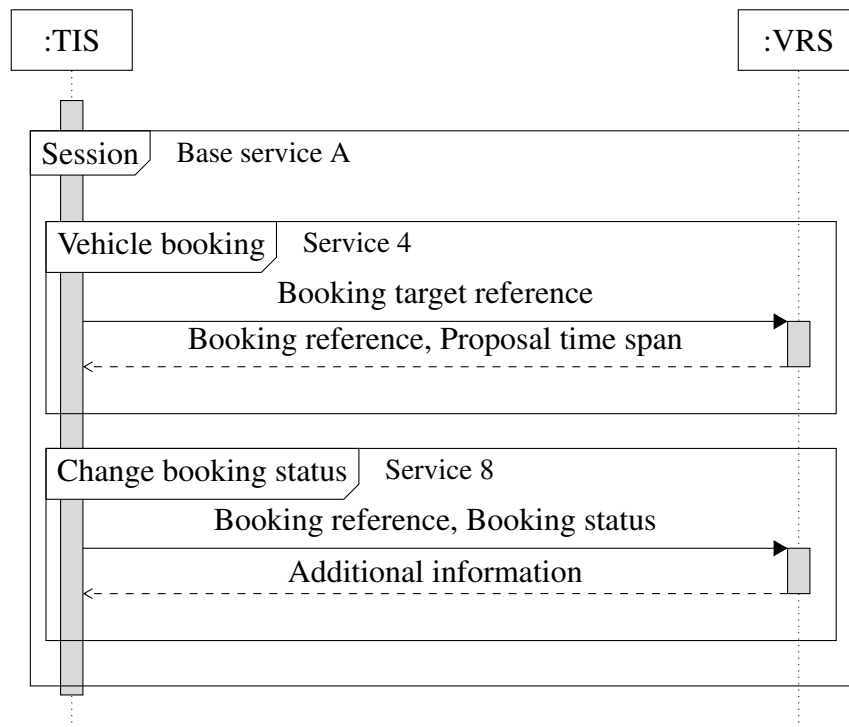 :TIS
:VRS
Session
Base service A
Vehicle booking
Service 4
Booking target reference
Booking reference, Proposal time span
Change booking status
Service 8
Booking reference, Booking status
Additional information